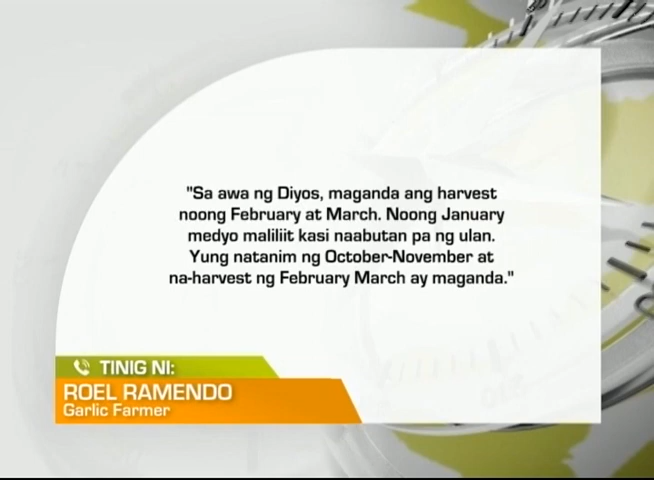 "Sa awa ng Diyos, maganda ang harvest
noong February at March. Noong January
medyo maliliit kasi naabutan pa ng ulan.
Yung natanim ng October-November at
na-harvest ng February March ay maganda."
TINIG NI:
ROEL RAMENDO
Garlic Farmer